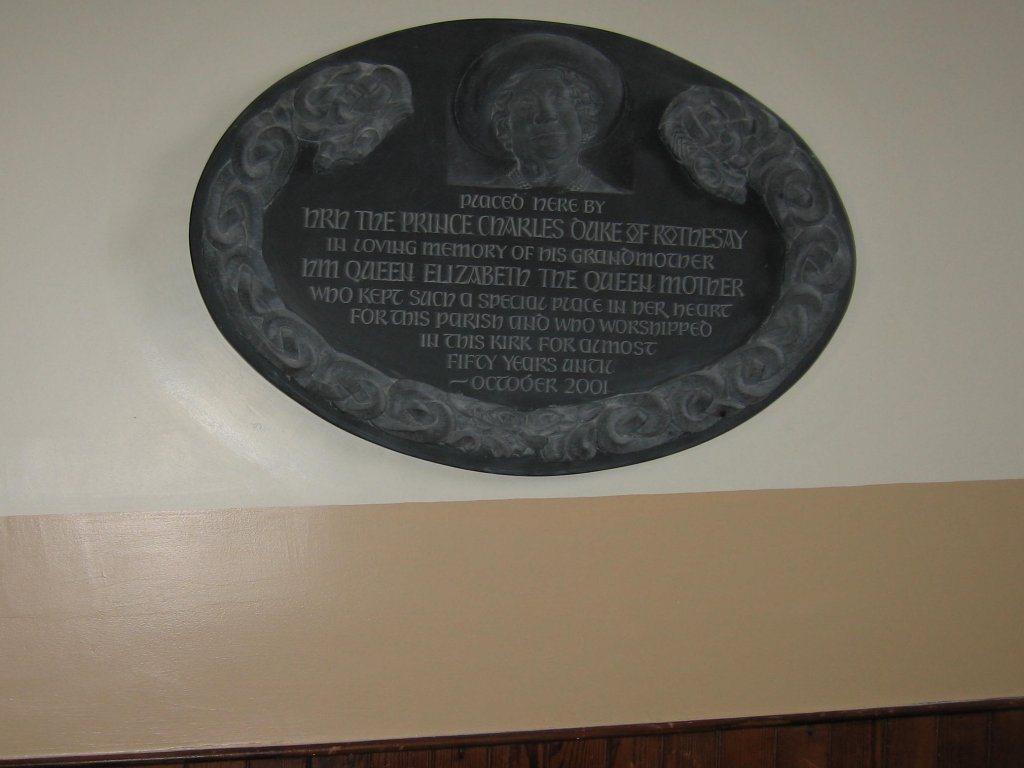 PLACED HERE BY
HRH THE PRINCE CHARLES DUKE OF ROTHESAY
IN LOVING MEMORY OF HIS GRANDMOTHER
HM QUEEN ELIZABETH THE QUEEN MOTHER
WHO KEPT SUCH A SPECIAL PLACE IN HER HEART
FOR THIS PARISH AND WHO WORSHIPPED
IN THIS KIRK FOR ALMOST
FIFTY YEARS UNTIL
~OCTOBER 2001